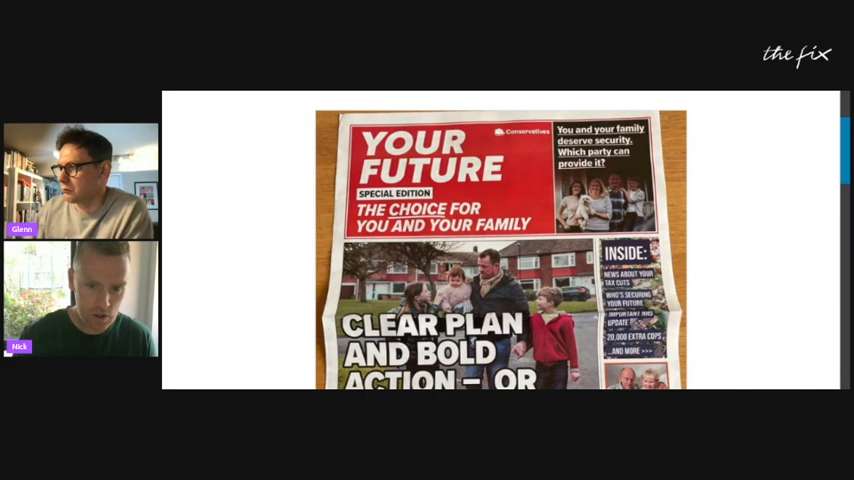 the fix
YOUR
FUTURE
SPECIAL EDITION
THE CHOICE FOR
YOU AND YOUR FAMILY
Conservatives
You and your family
deserve security.
Which party can
provide it?
CLEAR PLAN
AND BOLD
ACTION – OR
INSIDE:
NEWS ABOUT YOUR
TAX CUTS
WHO'S SECURING
YOUR FUTURE
IMPORTANT
UPDATE
20,000 EXTRA COPS
...AND MORE >>>
Glenn
Nick